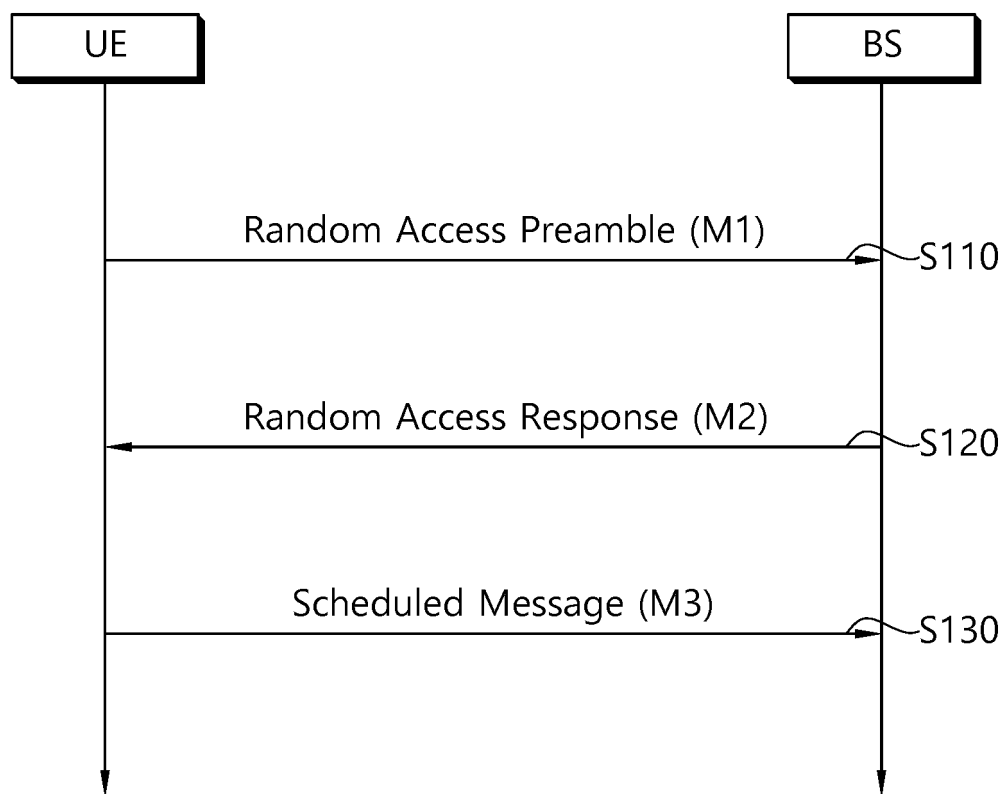 UE
BS
Random Access Preamble (M1)
S110
Random Access Response (M2)
S120
Scheduled Message (M3)
S130